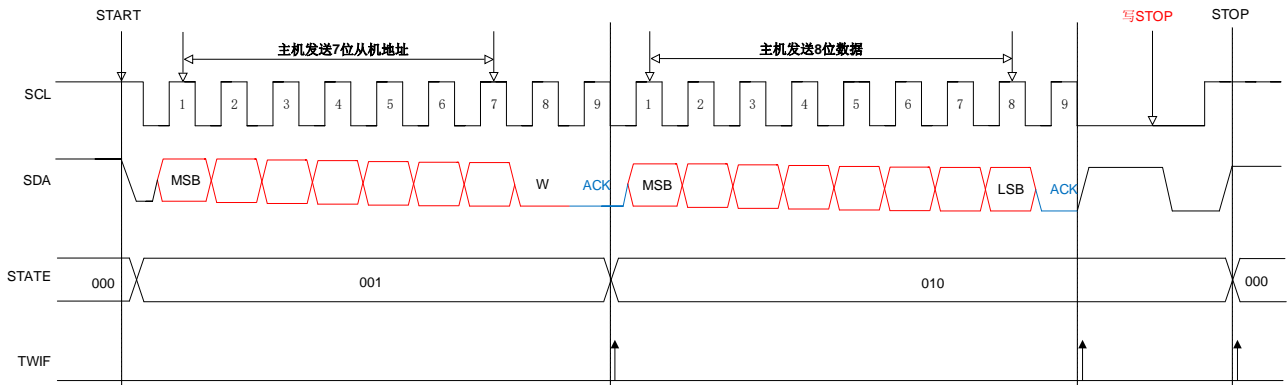 START 写STOP STOP
主机发送7位从机地址 主机发送8位数据
SCL 1 2 3 4 5 6 7 8 9 1 2 3 4 5 6 7 8 9
SDA MSB W ACK MSB LSB ACK
STATE 000 001 010 000
TWIF